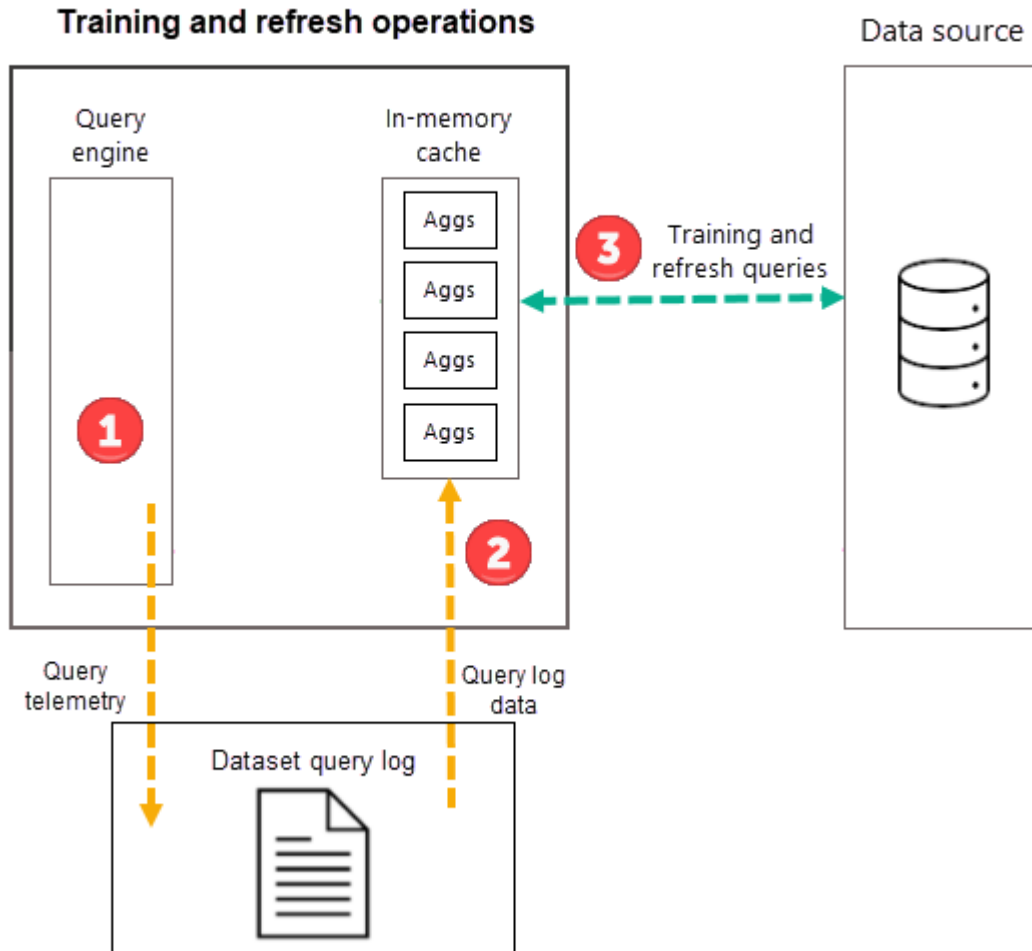 Training and refresh operations
Data source
Query
engine
In-memory
cache
Aggs
Aggs
Aggs
Aggs
1
2
3
Training and
refresh queries
Query
telemetry
Query log
data
Dataset query log